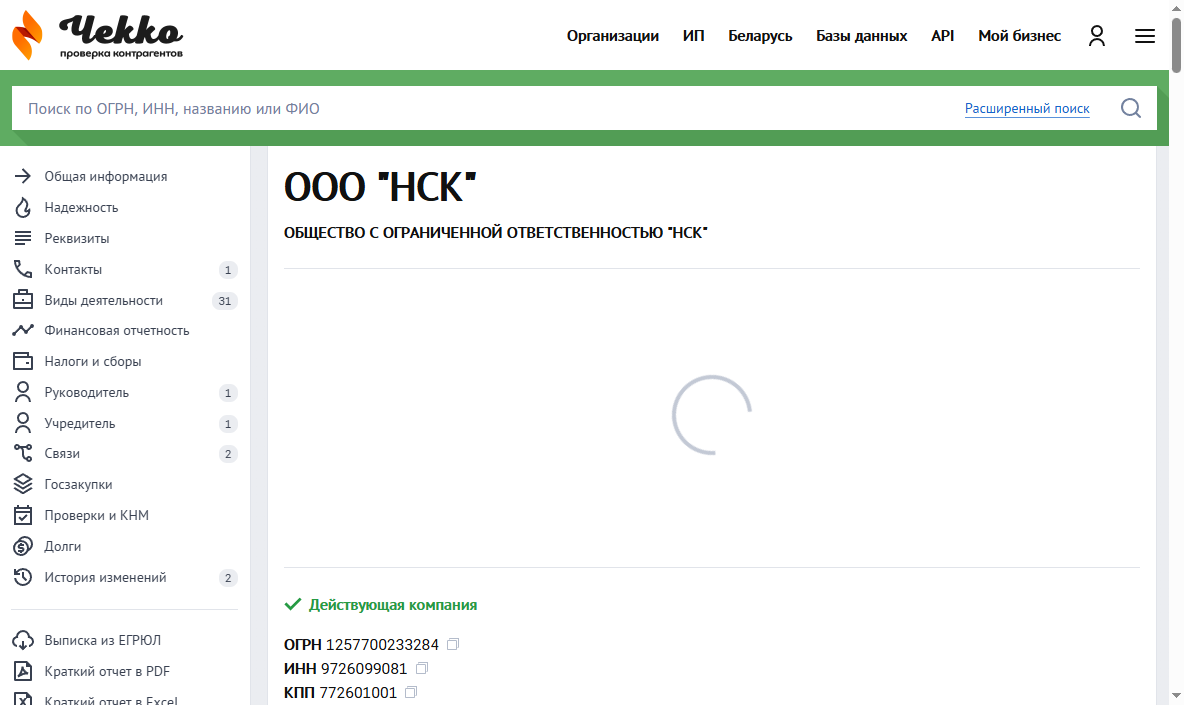 Чекко
проверка контрагентов
Организации ИП Беларусь Базы данных API Мой бизнес
Поиск по ОГРН, ИНН, названию или ФИО Расширенный поиск
Общая информация
Надежность
Реквизиты
Контакты 1
Виды деятельности 31
Финансовая отчетность
Налоги и сборы
Руководитель 1
Учредитель 1
Связи 2
Госзакупки
Проверки и КНМ
Долги
История изменений 2
Выписка из ЕГРЮЛ
Краткий отчет в PDF
Краткий отчет в Excel
ООО "НСК"
ОБЩЕСТВО С ОГРАНИЧЕННОЙ ОТВЕТСТВЕННОСТЬЮ "НСК"
Действующая компания
ОГРН 1257700233284
ИНН 9726099081
КПП 772601001